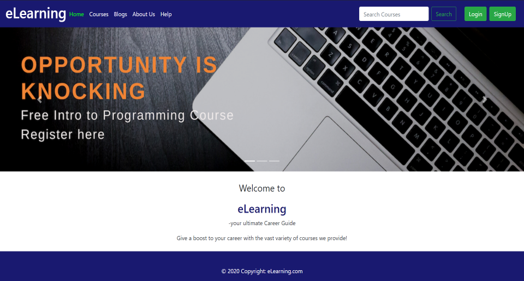 eLearning Home Courses Blogs About Us Help Search Courses Search Login SignUp
OPPORTUNITY IS
KNOCKING
Free Intro to Programming Course
Register here
Welcome to
eLearning
-your ultimate Career Guide
Give a boost to your career with the vast variety of courses we provide!
© 2020 Copyright: eLearning.com